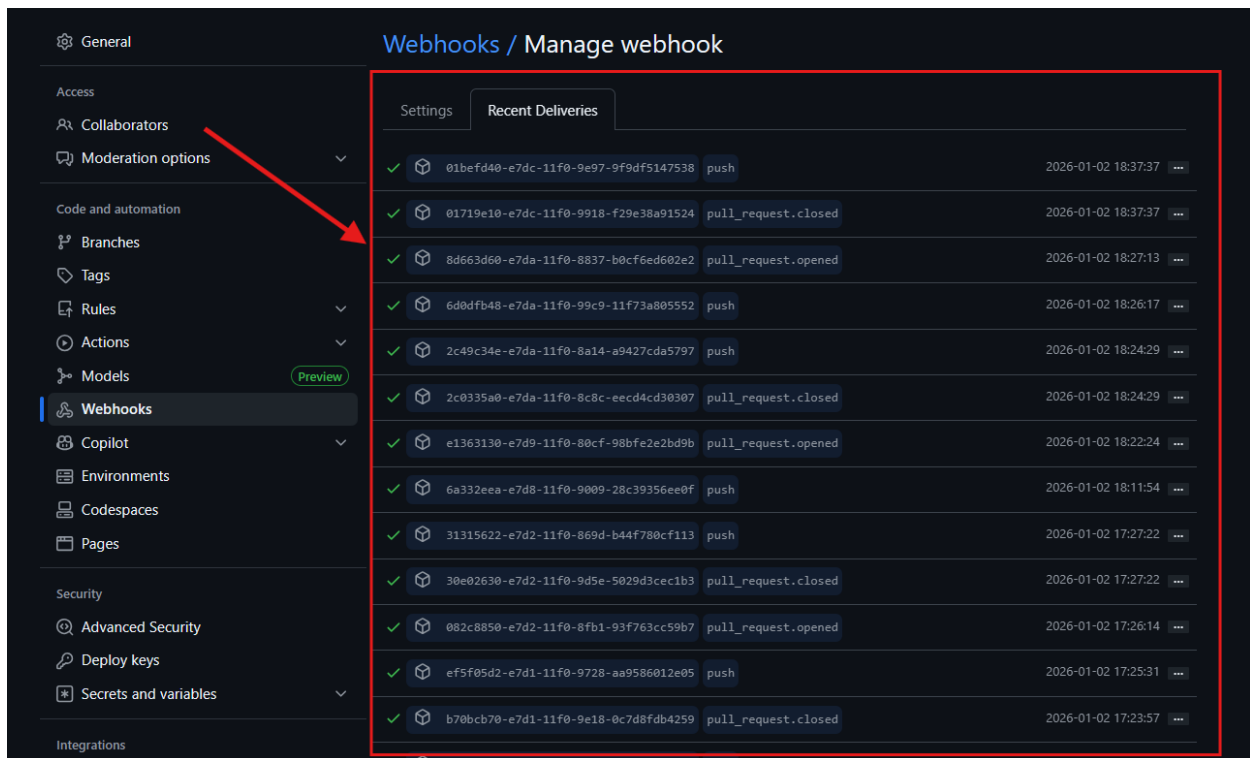 General
Access
Collaborators
Moderation options
Code and automation
Branches
Tags
Rules
Actions
Models Preview
Webhooks
Copilot
Environments
Codespaces
Pages
Security
Advanced Security
Deploy keys
Secrets and variables
Integrations
Webhooks / Manage webhook
Settings Recent Deliveries
01befd40-e7dc-11f0-9e97-9f9df5147538 push 2026-01-02 18:37:37
01719e10-e7dc-11f0-9918-f29e38a91524 pull_request.closed 2026-01-02 18:37:37
8d663d60-e7da-11f0-8837-b0cf6ed602e2 pull_request.opened 2026-01-02 18:27:13
6d0dfb48-e7da-11f0-99c9-11f73a805552 push 2026-01-02 18:26:17
2c49c34e-e7da-11f0-8a14-a9427cda5797 push 2026-01-02 18:24:29
2c0335a0-e7da-11f0-8c8c-eecd4cd30307 pull_request.closed 2026-01-02 18:24:29
e1363130-e7d9-11f0-80cf-98bfe2e2bd9b pull_request.opened 2026-01-02 18:22:24
6a332eea-e7d8-11f0-9009-28c39356ee0f push 2026-01-02 18:11:54
31315622-e7d2-11f0-869d-b44f780cf113 push 2026-01-02 17:27:22
30e02630-e7d2-11f0-9d5e-5029d3cec1b3 pull_request.closed 2026-01-02 17:27:22
082c8850-e7d2-11f0-8fb1-93f763cc59b7 pull_request.opened 2026-01-02 17:26:14
ef5f05d2-e7d1-11f0-9728-aa9586012e05 push 2026-01-02 17:25:31
b70bcb70-e7d1-11f0-9e18-0c7d8fdb4259 pull_request.closed 2026-01-02 17:23:57